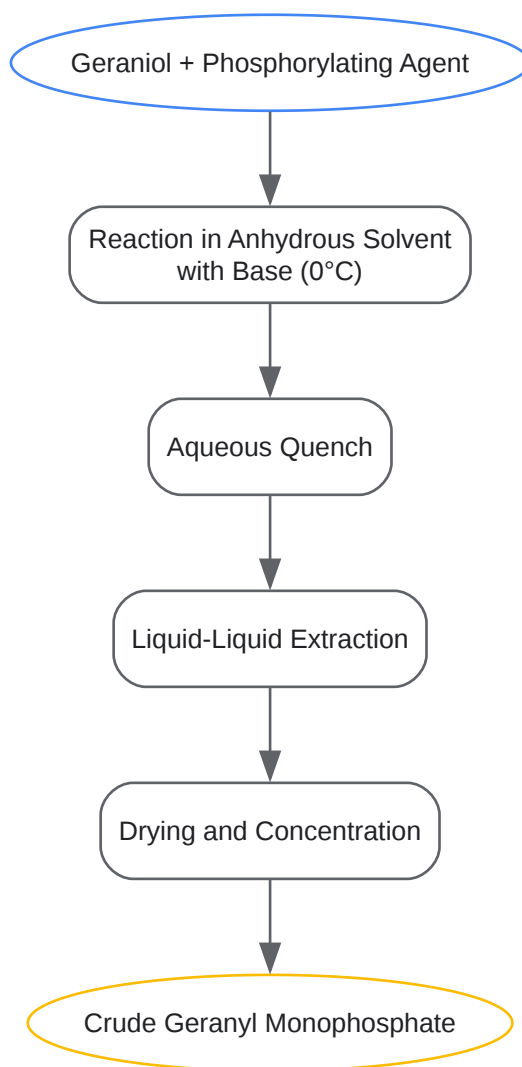 Geraniol + Phosphorylating Agent
Reaction in Anhydrous Solvent
with Base (0°C)
Aqueous Quench
Liquid-Liquid Extraction
Drying and Concentration
Crude Geranyl Monophosphate